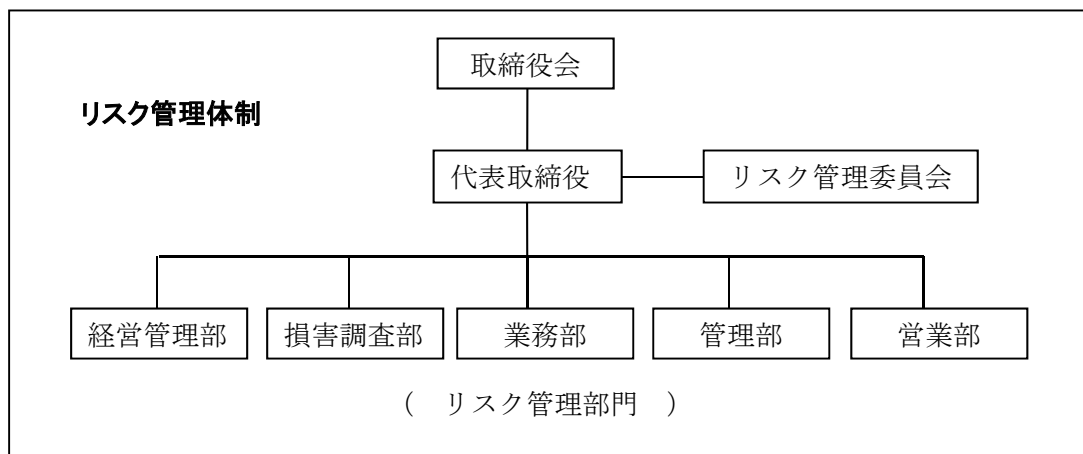 取締役会
リスク管理体制
代表取締役 リスク管理委員会
経営管理部 損害調査部 業務部 管理部 営業部
（　リスク管理部門　）